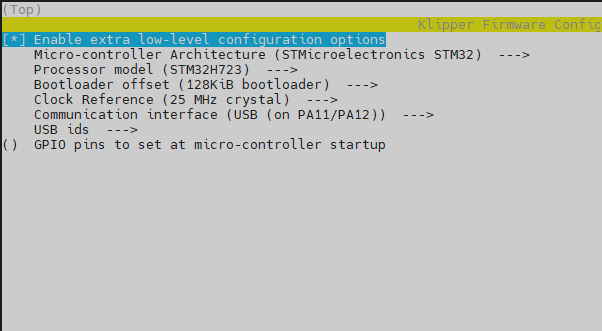 (Top)
Klipper Firmware Config
[*] Enable extra low-level configuration options
Micro-controller Architecture (STMicroelectronics STM32)  --->
Processor model (STM32H723)  --->
Bootloader offset (128KiB bootloader)  --->
Clock Reference (25 MHz crystal)  --->
Communication interface (USB (on PA11/PA12))  --->
USB ids  --->
()  GPIO pins to set at micro-controller startup